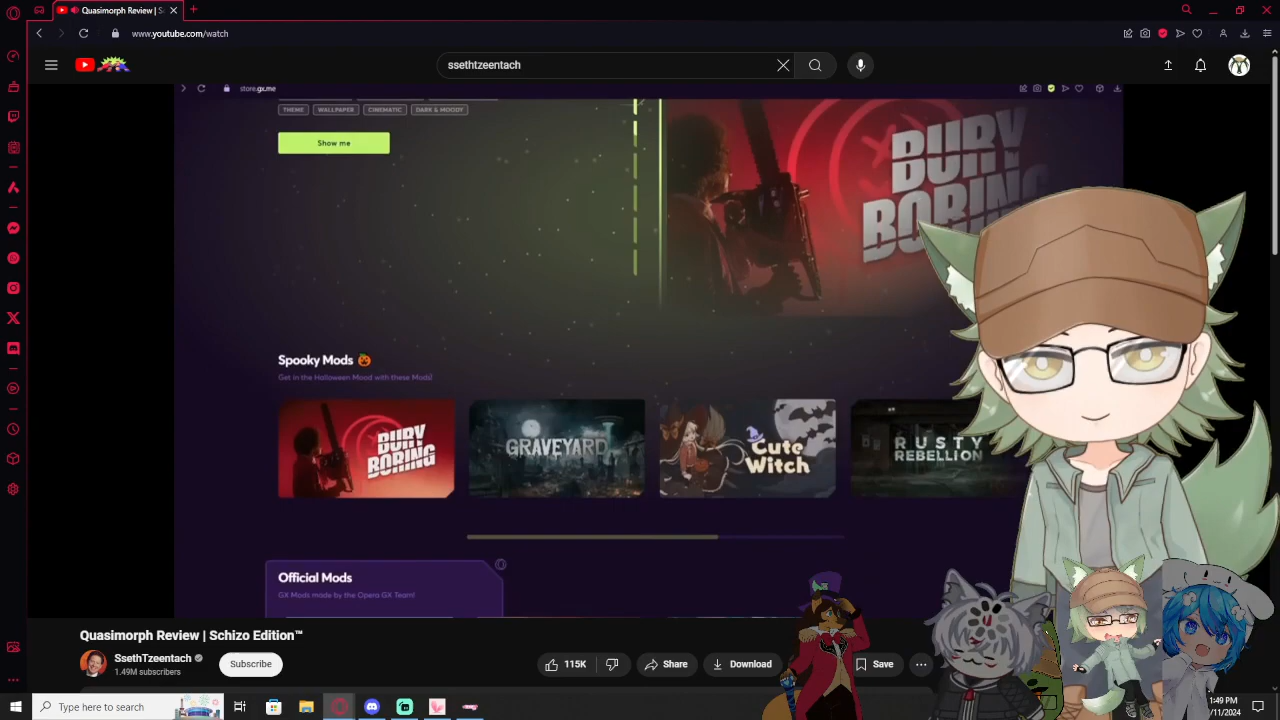 Quasimorph Review | S
www.youtube.com/watch
ssethtzeentach
store.gx.me
THEME WALLPAPER CINEMATIC DARK & MOODY
Show me
BURY
BORING
Spooky Mods
Get in the Halloween Mood with these Mods!
BURY
BORING
GRAVEYARD
Cute
Witch
RUSTY
REBELLION
Official Mods
GX Mods made by the Opera GX Team!
Quasimorph Review | Schizo Edition™
SsethTzeentach
1.49M subscribers
Subscribe
115K
Share
Download
Save
Type here to search
1:49 PM
/11/2024